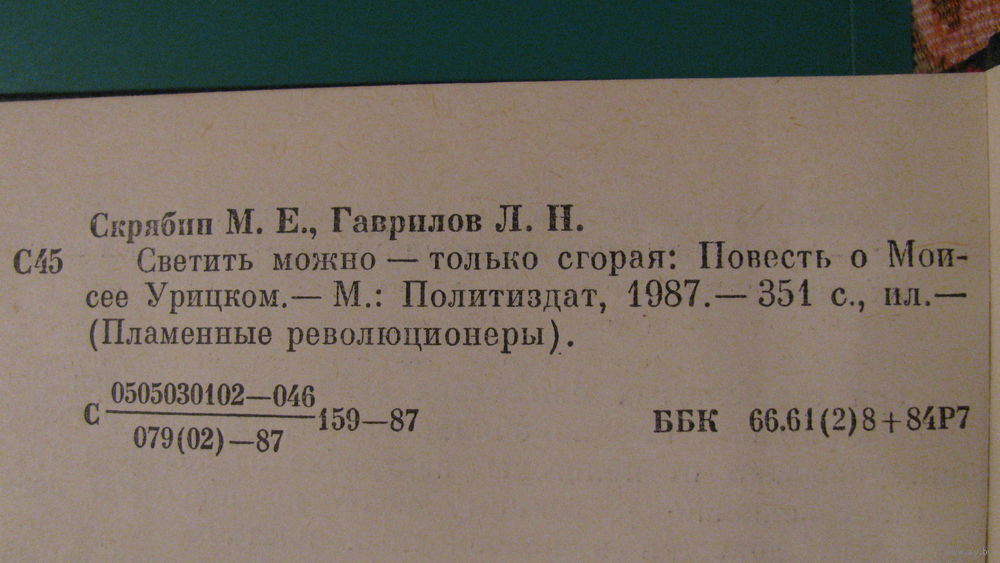 Скрябин М. Е., Гаврилов Л. Н.
С45 Светить можно — только сгорая: Повесть о Мои-
сее Урицком.— М.: Политиздат, 1987.— 351 с., ил.—
(Пламенные революционеры).
0505030102—046
С 159—87 ББК 66.61(2)8+84Р7
079(02)—87